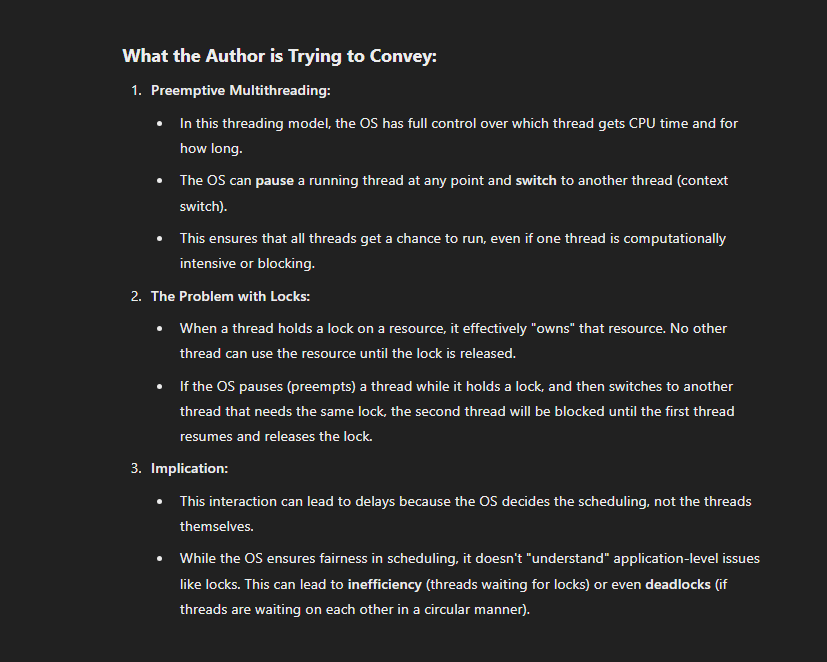 What the Author is Trying to Convey:
1. Preemptive Multithreading:
• In this threading model, the OS has full control over which thread gets CPU time and for
how long.
• The OS can pause a running thread at any point and switch to another thread (context
switch).
• This ensures that all threads get a chance to run, even if one thread is computationally
intensive or blocking.
2. The Problem with Locks:
• When a thread holds a lock on a resource, it effectively "owns" that resource. No other
thread can use the resource until the lock is released.
• If the OS pauses (preempts) a thread while it holds a lock, and then switches to another
thread that needs the same lock, the second thread will be blocked until the first thread
resumes and releases the lock.
3. Implication:
• This interaction can lead to delays because the OS decides the scheduling, not the threads
themselves.
• While the OS ensures fairness in scheduling, it doesn't "understand" application-level issues
like locks. This can lead to inefficiency (threads waiting for locks) or even deadlocks (if
threads are waiting on each other in a circular manner).